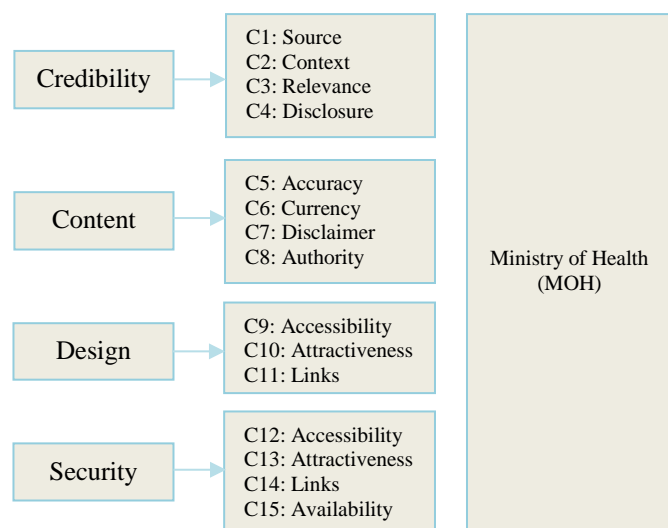 Credibility
C1: Source
C2: Context
C3: Relevance
C4: Disclosure
Content
C5: Accuracy
C6: Currency
C7: Disclaimer
C8: Authority
Design
C9: Accessibility
C10: Attractiveness
C11: Links
Security
C12: Accessibility
C13: Attractiveness
C14: Links
C15: Availability
Ministry of Health
(MOH)